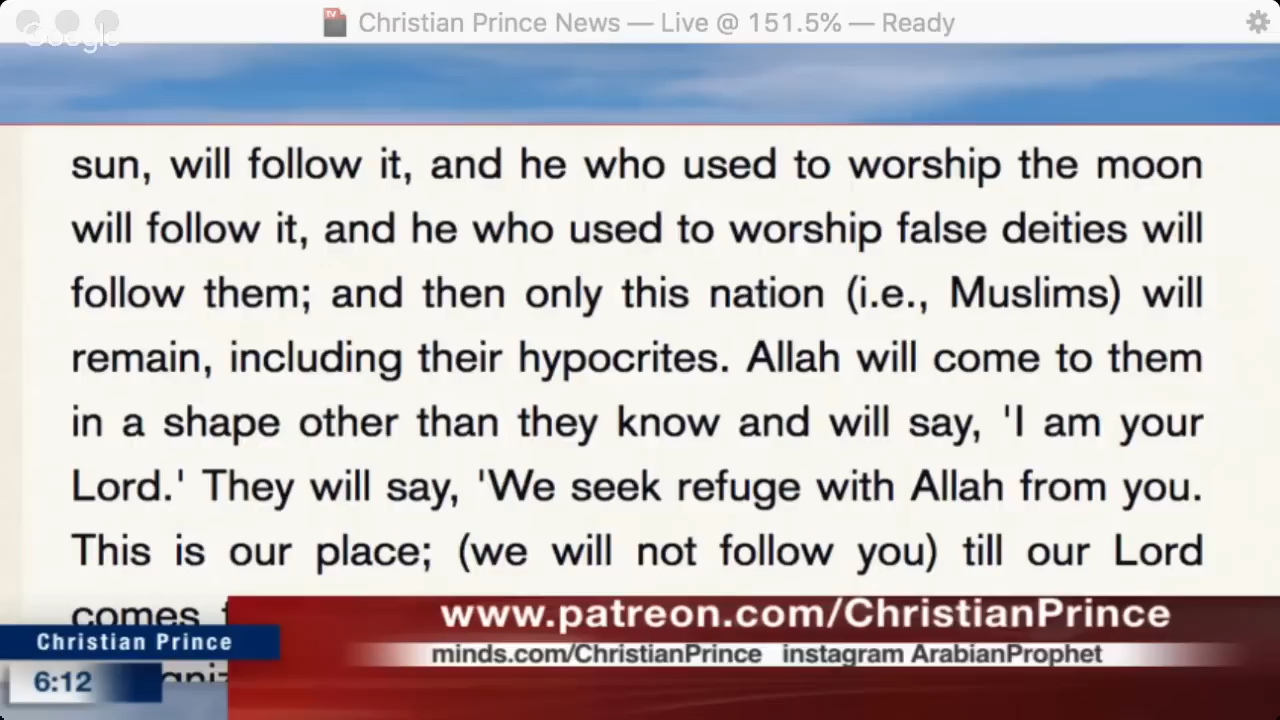 Christian Prince News — Live @ 151.5% — Ready
Google
sun, will follow it, and he who used to worship the moon
will follow it, and he who used to worship false deities will
follow them; and then only this nation (i.e., Muslims) will
remain, including their hypocrites. Allah will come to them
in a shape other than they know and will say, 'I am your
Lord.' They will say, 'We seek refuge with Allah from you.
This is our place; (we will not follow you) till our Lord
comes
www.patreon.com/ChristianPrince
Christian Prince
minds.com/ChristianPrince instagram ArabianProphet
6:12